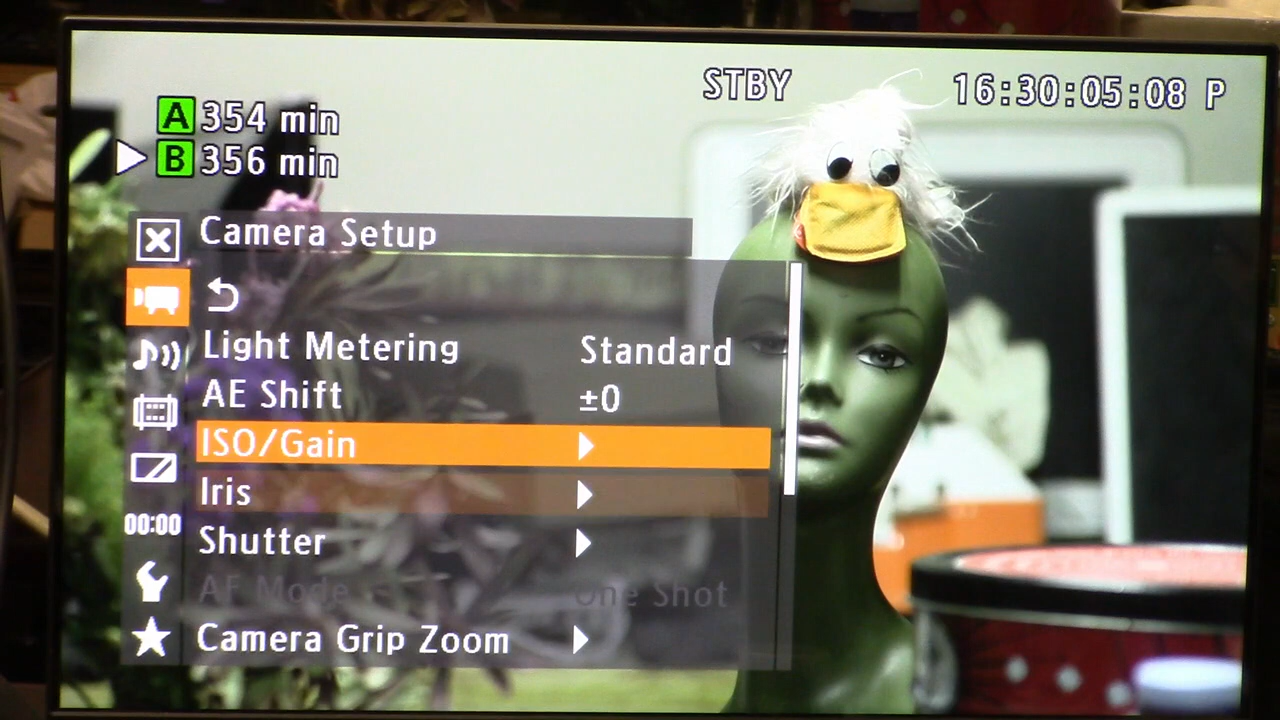 STBY
16:30:05:08 P
A 354 min
B 356 min
Camera Setup
Light Metering Standard
AE Shift ±0
ISO/Gain
Iris
Shutter
AF Mode One Shot
Camera Grip Zoom
00:00